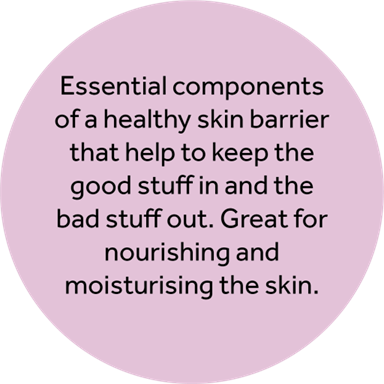 Essential components
of a healthy skin barrier
that help to keep the
good stuff in and the
bad stuff out. Great for
nourishing and
moisturising the skin.